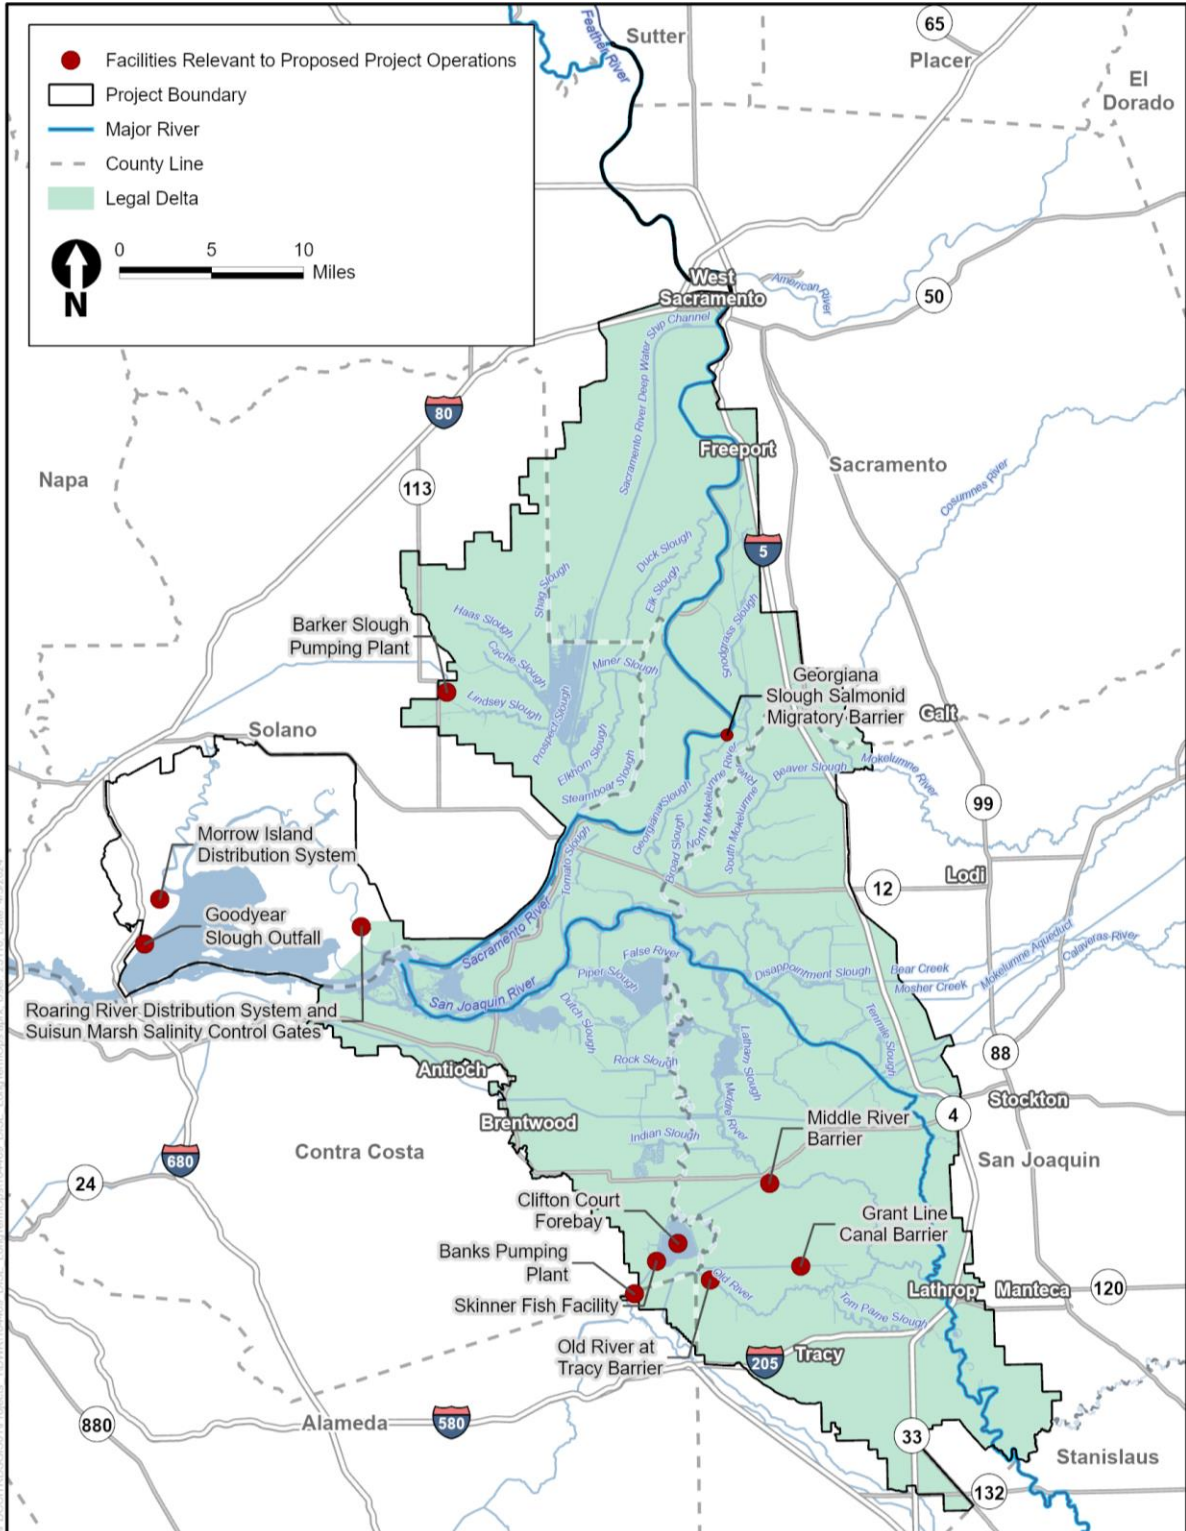 Facilities Relevant to Proposed Project Operations
Project Boundary
Major River
County Line
Legal Delta
0 5 10
Miles
N
Feather River
Sutter
65
Placer
El
Dorado
West
Sacramento
American River
50
Sacramento River Deep Water Ship Channel
80
Freeport
Sacramento
Napa
113
Cosumnes River
5
Duck Slough
Elk Slough
Shag Slough
Haas Slough
Cache Slough
Snodgrass Slough
Barker Slough
Pumping Plant
Miner Slough
Lindsey Slough
Prospect Slough
Georgiana
Slough Salmonid
Migratory Barrier
Galt
Solano
Elkhorn Slough
Steamboat Slough
Beaver Slough
Mokelumne River
Georgiana Slough
North Mokelumne River
South Mokelumne River
Broad Slough
99
Morrow Island
Distribution System
Tomato Slough
12
Lodi
Goodyear
Slough Outfall
Sacramento River
San Joaquin River
False River
Piper Slough
Disappointment Slough
Bear Creek
Mosher Creek
Mokelumne Aqueduct
Calaveras River
Roaring River Distribution System and
Suisun Marsh Salinity Control Gates
Dutch Slough
Tenmile Slough
Latham Slough
Rock Slough
88
Antioch
Stockton
4
Brentwood
Middle River
Indian Slough
Middle River
Barrier
Contra Costa
680
San Joaquin
24
Clifton Court
Forebay
Grant Line
Canal Barrier
Banks Pumping
Plant
Skinner Fish Facility
Old River
Tom Paine Slough
Lathrop
Manteca
120
Old River at
Tracy Barrier
205
Tracy
880
Alameda
580
33
Stanislaus
132